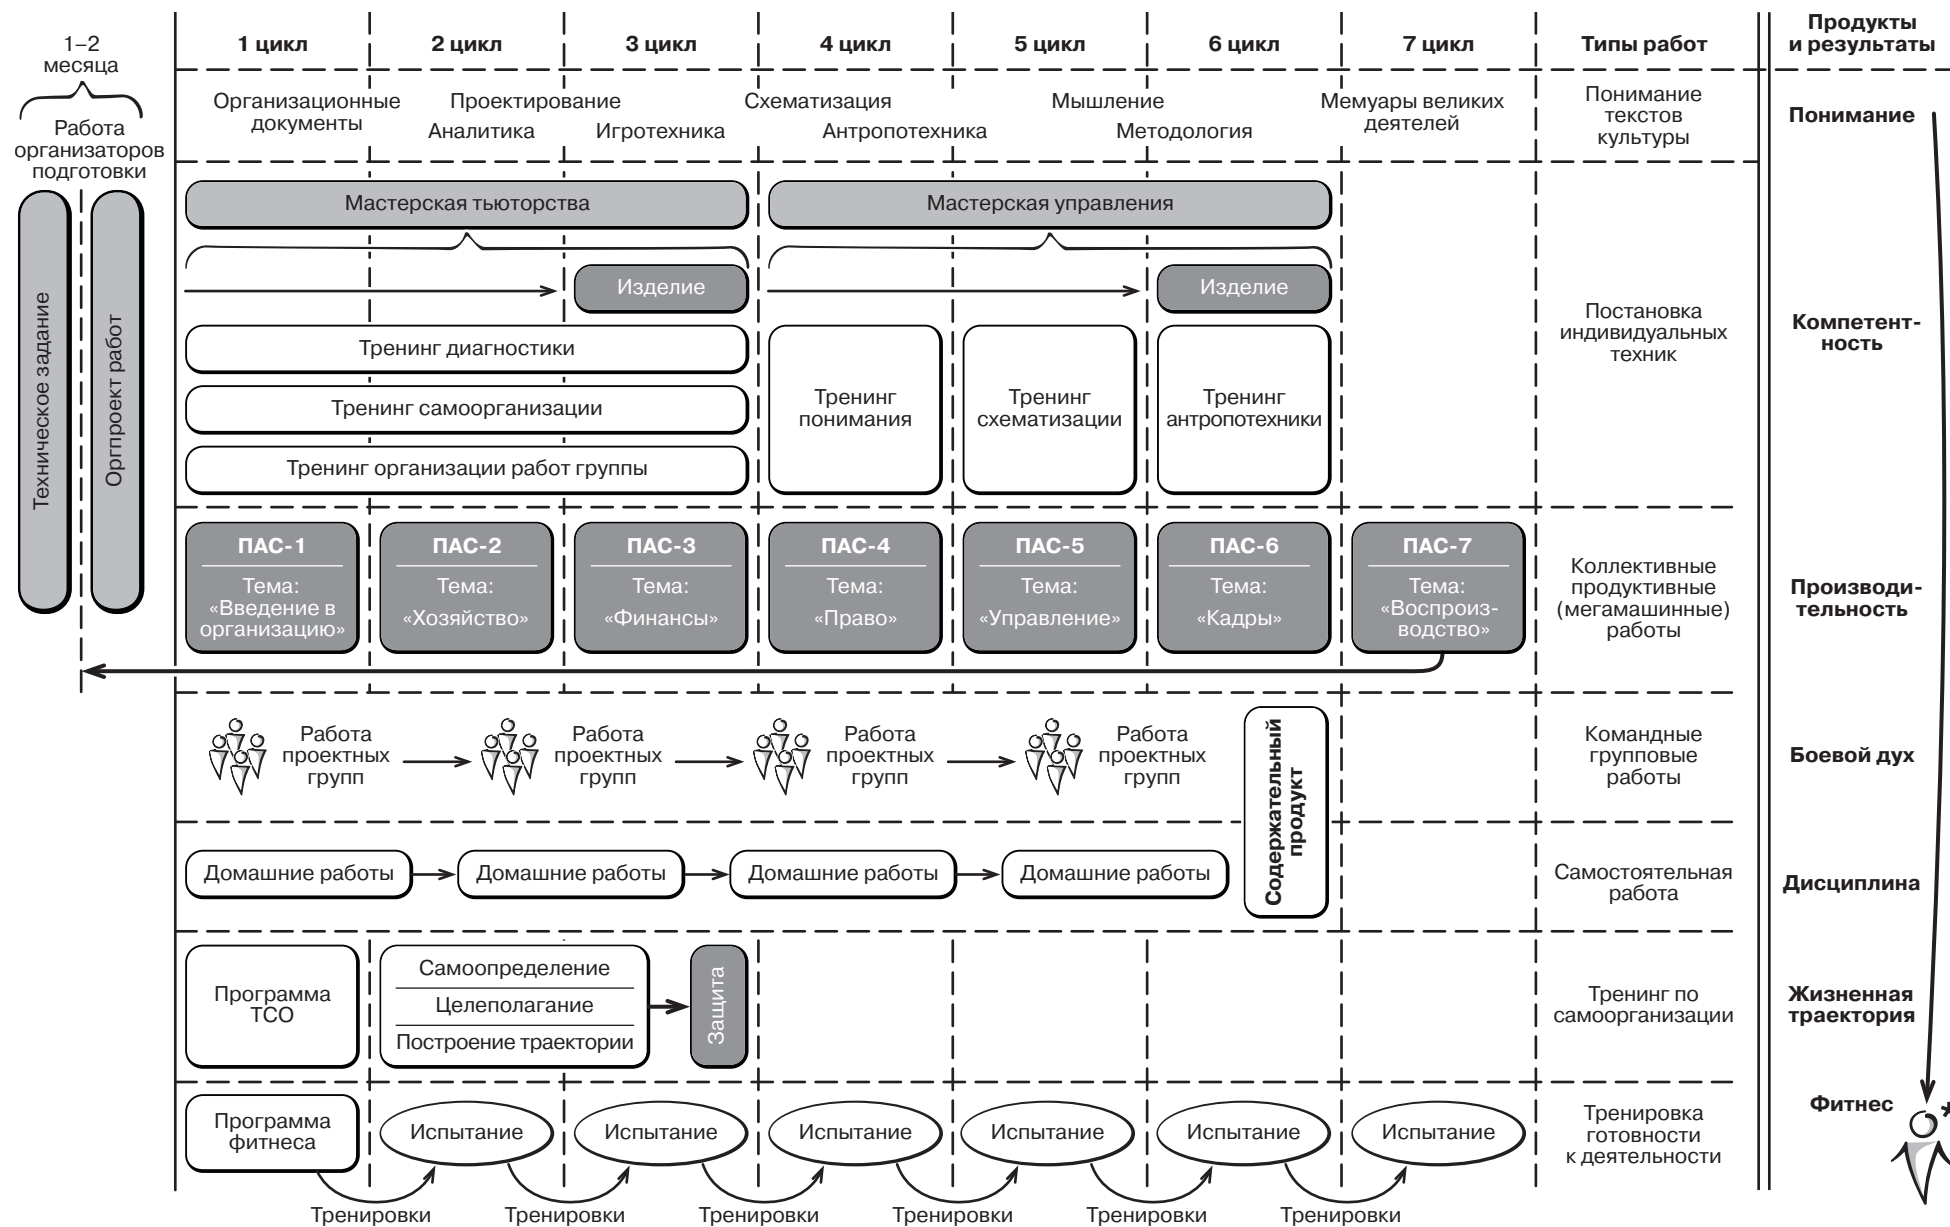 1–2
месяца
Работа
организаторов
подготовки
Техническое задание
Оргпроект работ
1 цикл
2 цикл
3 цикл
4 цикл
5 цикл
6 цикл
7 цикл
Типы работ
Продукты
и результаты
Организационные
документы
Проектирование
Аналитика
Игротехника
Схематизация
Антропотехника
Мышление
Методология
Мемуары великих
деятелей
Понимание
текстов
культуры
Понимание
Мастерская тьюторства
Мастерская управления
Изделие
Изделие
Тренинг диагностики
Тренинг самоорганизации
Тренинг организации работ группы
Тренинг
понимания
Тренинг
схематизации
Тренинг
антропотехники
Постановка
индивидуальных
техник
Компетент-
ность
ПАС-1
Тема:
«Введение в
организацию»
ПАС-2
Тема:
«Хозяйство»
ПАС-3
Тема:
«Финансы»
ПАС-4
Тема:
«Право»
ПАС-5
Тема:
«Управление»
ПАС-6
Тема:
«Кадры»
ПАС-7
Тема:
«Воспроиз-
водство»
Коллективные
продуктивные
(мегамашинные)
работы
Производи-
тельность
Работа
проектных
групп
Работа
проектных
групп
Работа
проектных
групп
Работа
проектных
групп
Содержательный
продукт
Командные
групповые
работы
Боевой дух
Домашние работы
Домашние работы
Домашние работы
Домашние работы
Самостоятельная
работа
Дисциплина
Программа
ТСО
Самоопределение
Целеполагание
Построение траектории
Защита
Тренинг по
самоорганизации
Жизненная
траектория
Программа
фитнеса
Испытание
Испытание
Испытание
Испытание
Испытание
Испытание
Тренировка
готовности
к деятельности
Фитнес
*
Тренировки
Тренировки
Тренировки
Тренировки
Тренировки
Тренировки